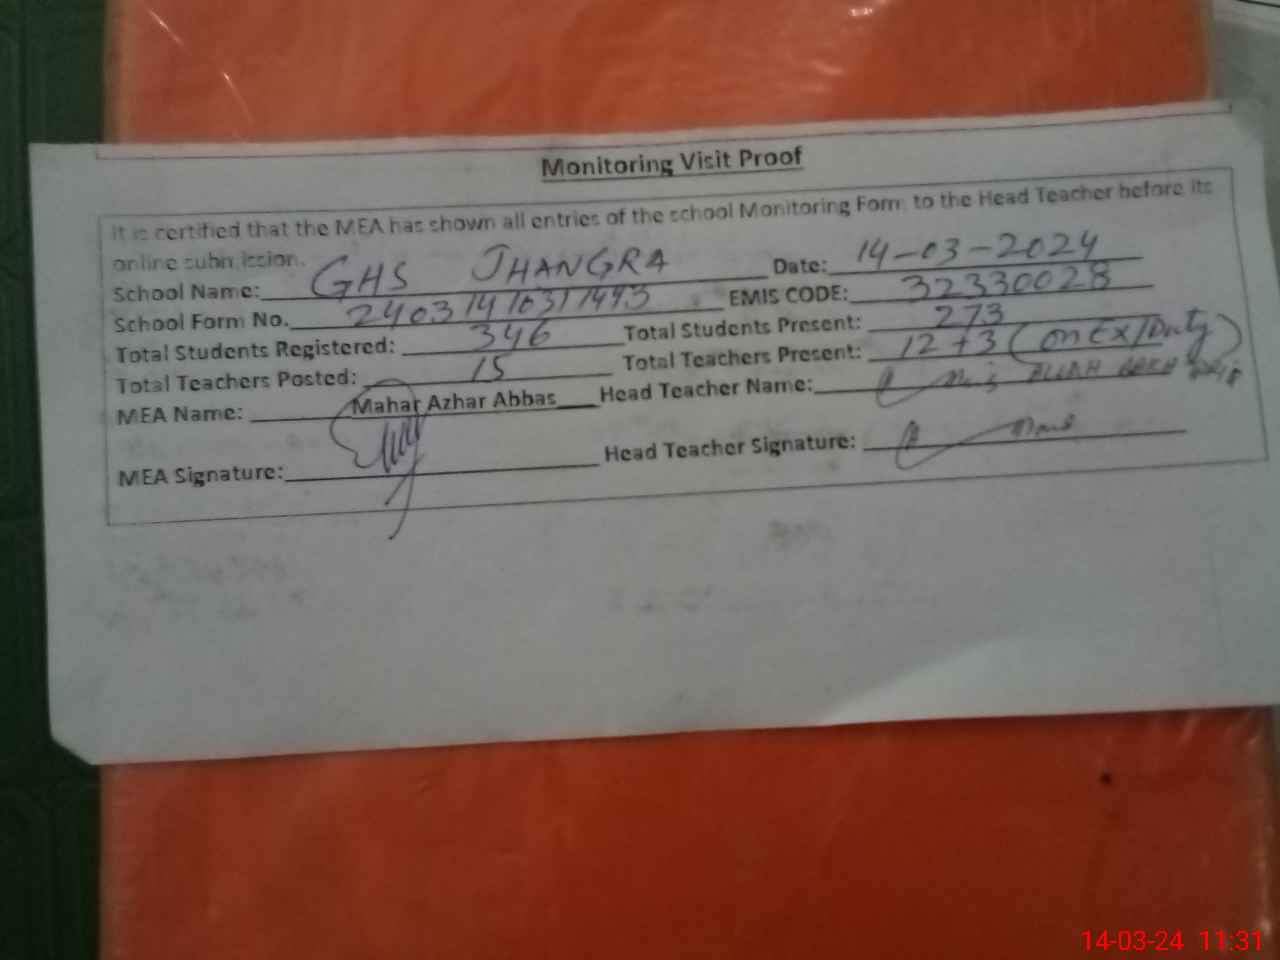 Monitoring Visit Proof
It is certified that the MEA has shown all entries of the school Monitoring Form to the Head Teacher before its
online submission.
School Name: GHS JHANGRA Date: 14-03-2024
School Form No. EMIS CODE: 32330028
Total Students Registered: 346 Total Students Present: 273
Total Teachers Posted: 15 Total Teachers Present: 12+3 (on Ex/Duty)
MEA Name: Mahar Azhar Abbas Head Teacher Name: ALLAH
MEA Signature: Head Teacher Signature:
14-03-24 11:31